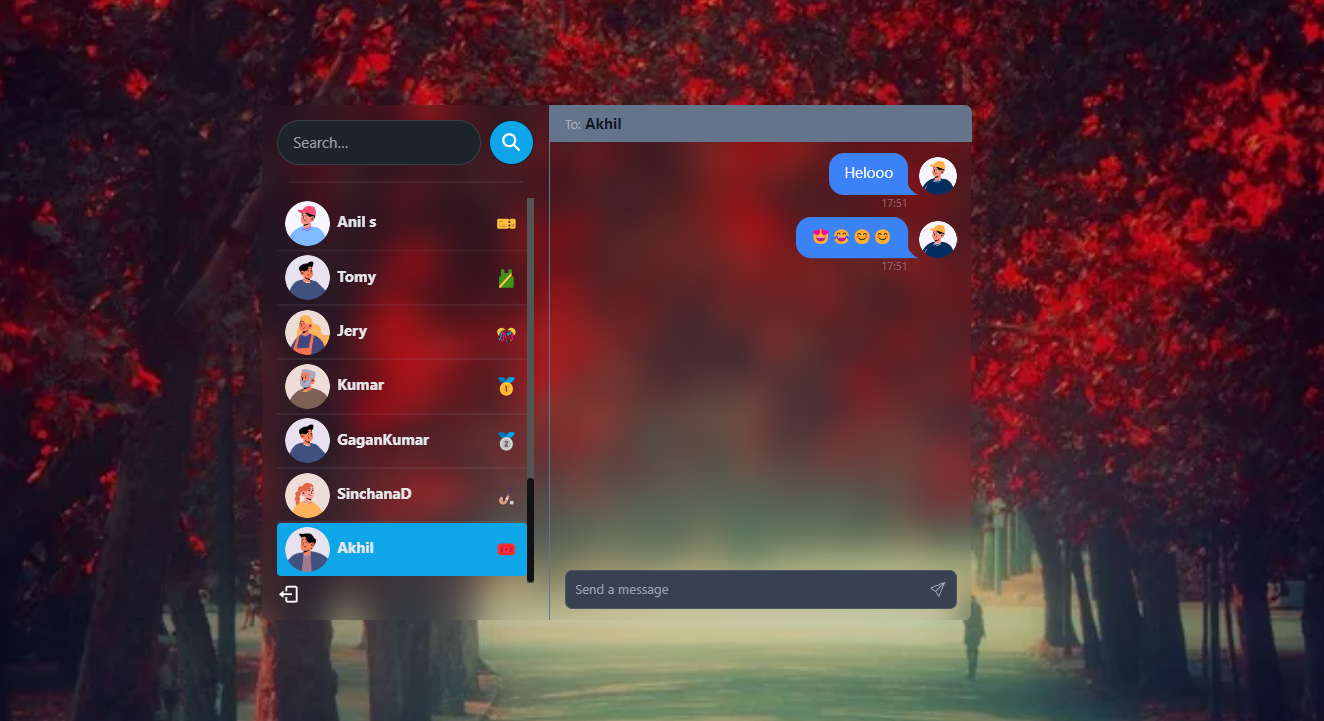 Search...
Anil s
Tomy
Jery
Kumar
GaganKumar
SinchanaD
Akhil
To: Akhil
Helooo
17:51
😍 😂 😊 😊
17:51
Send a message